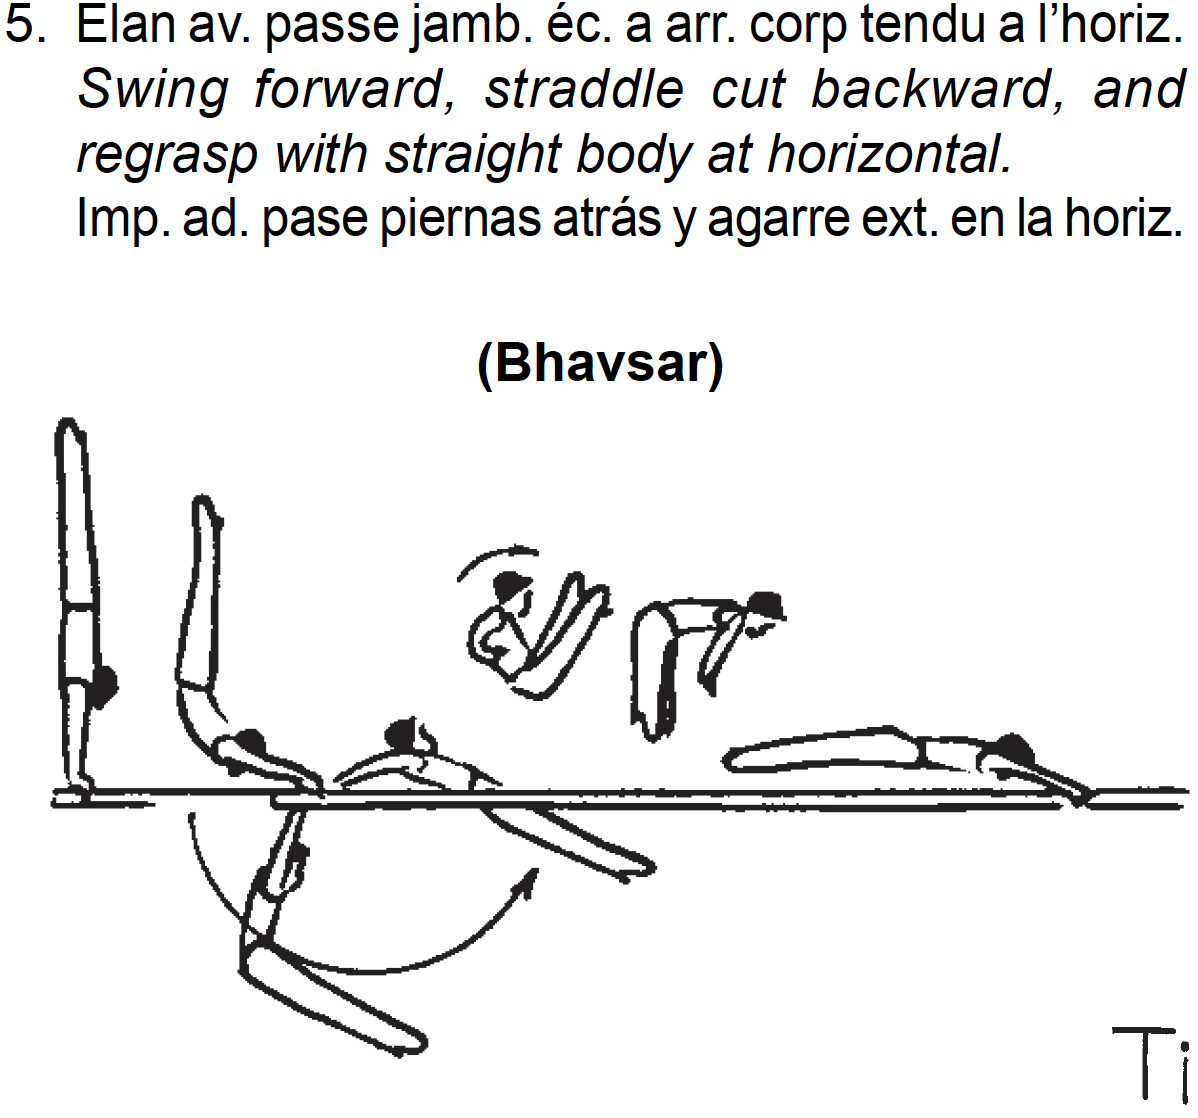 5. Elan av. passe jamb. éc. a arr. corp tendu a l’horiz.
Swing forward, straddle cut backward, and
regrasp with straight body at horizontal.
Imp. ad. pase piernas atrás y agarre ext. en la horiz.
(Bhavsar)
Ti